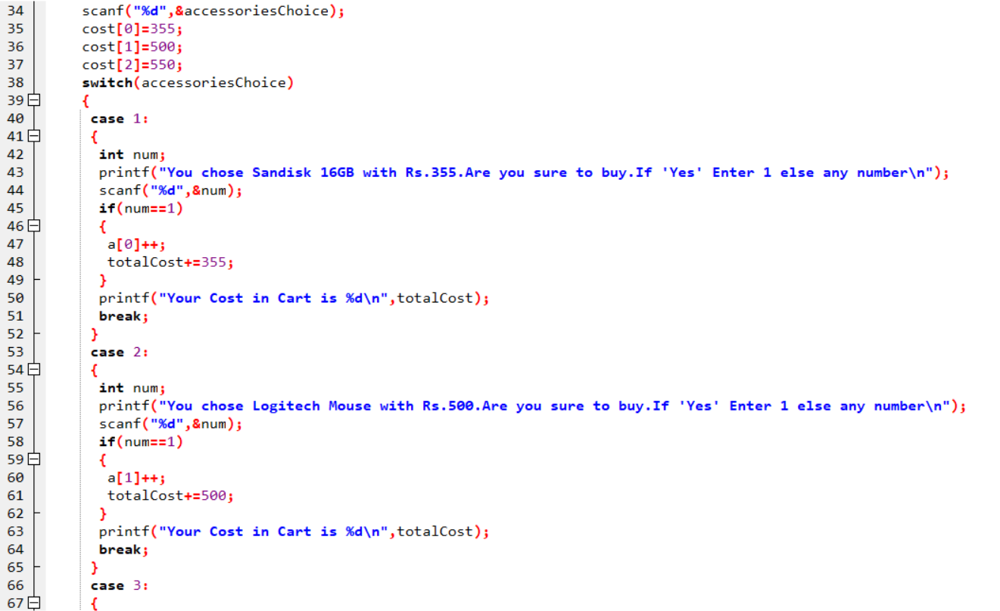 34 scanf("%d",&accessoriesChoice);
35 cost[0]=355;
36 cost[1]=500;
37 cost[2]=550;
38 switch(accessoriesChoice)
39 {
40 case 1:
41 {
42 int num;
43 printf("You chose Sandisk 16GB with Rs.355.Are you sure to buy.If 'Yes' Enter 1 else any number\n");
44 scanf("%d",&num);
45 if(num==1)
46 {
47 a[0]++;
48 totalCost+=355;
49 }
50 printf("Your Cost in Cart is %d\n",totalCost);
51 break;
52 }
53 case 2:
54 {
55 int num;
56 printf("You chose Logitech Mouse with Rs.500.Are you sure to buy.If 'Yes' Enter 1 else any number\n");
57 scanf("%d",&num);
58 if(num==1)
59 {
60 a[1]++;
61 totalCost+=500;
62 }
63 printf("Your Cost in Cart is %d\n",totalCost);
64 break;
65 }
66 case 3:
67 {